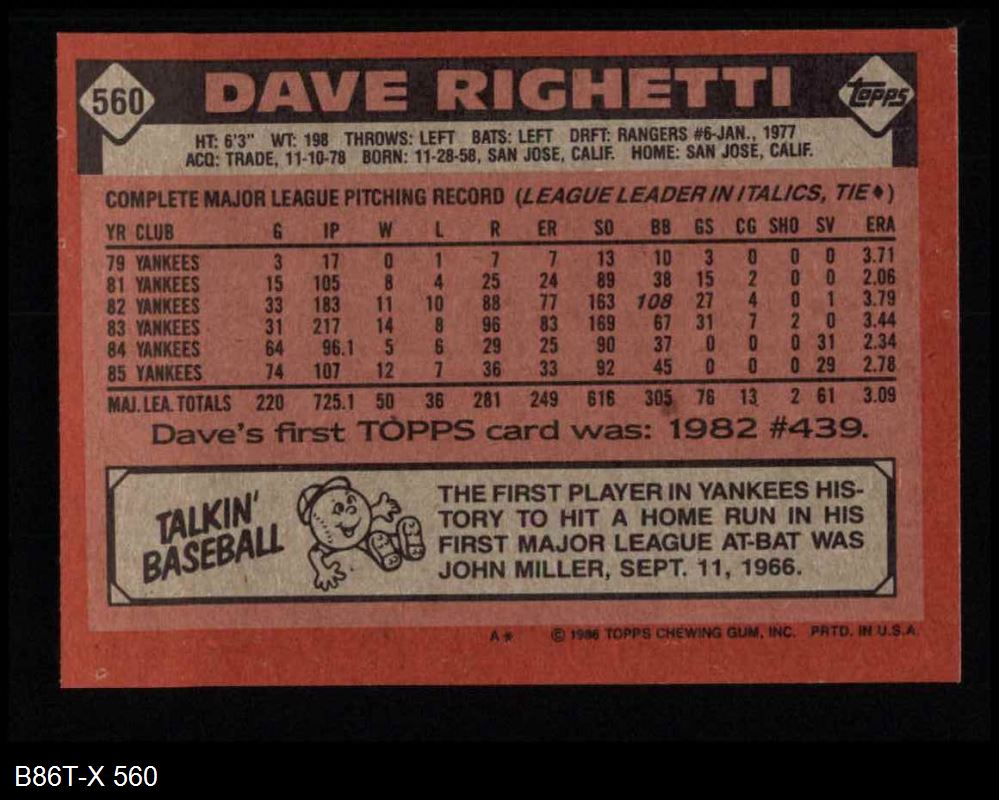 560 DAVE RIGHETTI Topps
HT: 6'3" WT: 198 THROWS: LEFT BATS: LEFT DRFT: RANGERS #6-JAN., 1977
ACQ: TRADE, 11-10-78 BORN: 11-28-58, SAN JOSE, CALIF. HOME: SAN JOSE, CALIF.
COMPLETE MAJOR LEAGUE PITCHING RECORD (LEAGUE LEADER IN ITALICS, TIE♦)
YR CLUB G IP W L R ER SO BB GS CG SHO SV ERA
79 YANKEES 3 17 0 1 7 7 13 10 3 0 0 0 3.71
81 YANKEES 15 105 8 4 25 24 89 38 15 2 0 0 2.06
82 YANKEES 33 183 11 10 88 77 163 108 27 4 0 1 3.79
83 YANKEES 31 217 14 8 96 83 169 67 31 7 2 0 3.44
84 YANKEES 64 96.1 5 6 29 25 90 37 0 0 0 31 2.34
85 YANKEES 74 107 12 7 36 33 92 45 0 0 0 29 2.78
MAJ. LEA. TOTALS 220 725.1 50 36 281 249 616 305 76 13 2 61 3.09
Dave's first TOPPS card was: 1982 #439.
TALKIN'
BASEBALL
THE FIRST PLAYER IN YANKEES HIS-
TORY TO HIT A HOME RUN IN HIS
FIRST MAJOR LEAGUE AT-BAT WAS
JOHN MILLER, SEPT. 11, 1966.
A* © 1986 TOPPS CHEWING GUM, INC. PRTD. IN U.S.A.
B86T-X 560